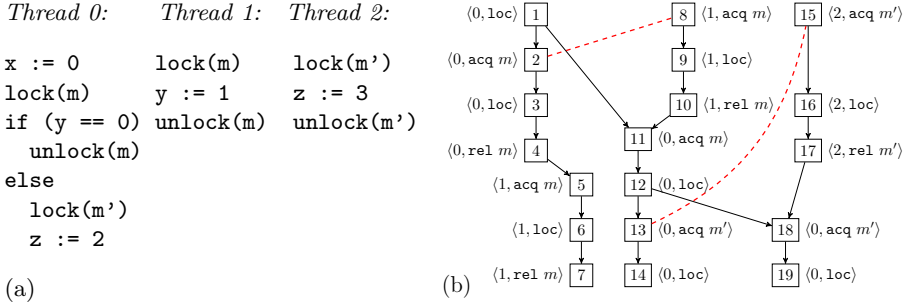 Thread 0: Thread 1: Thread 2:
x := 0 lock(m) lock(m')
lock(m) y := 1 z := 3
if (y == 0) unlock(m) unlock(m')
unlock(m)
else
lock(m')
z := 2
(a)
⟨0, loc⟩ 1 8 ⟨1, acq m⟩ 15 ⟨2, acq m′⟩
⟨0, acq m⟩ 2 9 ⟨1, loc⟩
⟨0, loc⟩ 3 10 ⟨1, rel m⟩ 16 ⟨2, loc⟩
11 ⟨0, acq m⟩
⟨0, rel m⟩ 4 17 ⟨2, rel m′⟩
⟨1, acq m⟩ 5 12 ⟨0, loc⟩
⟨1, loc⟩ 6 13 ⟨0, acq m′⟩ 18 ⟨0, acq m′⟩
⟨1, rel m⟩ 7 14 ⟨0, loc⟩ 19 ⟨0, loc⟩
(b)